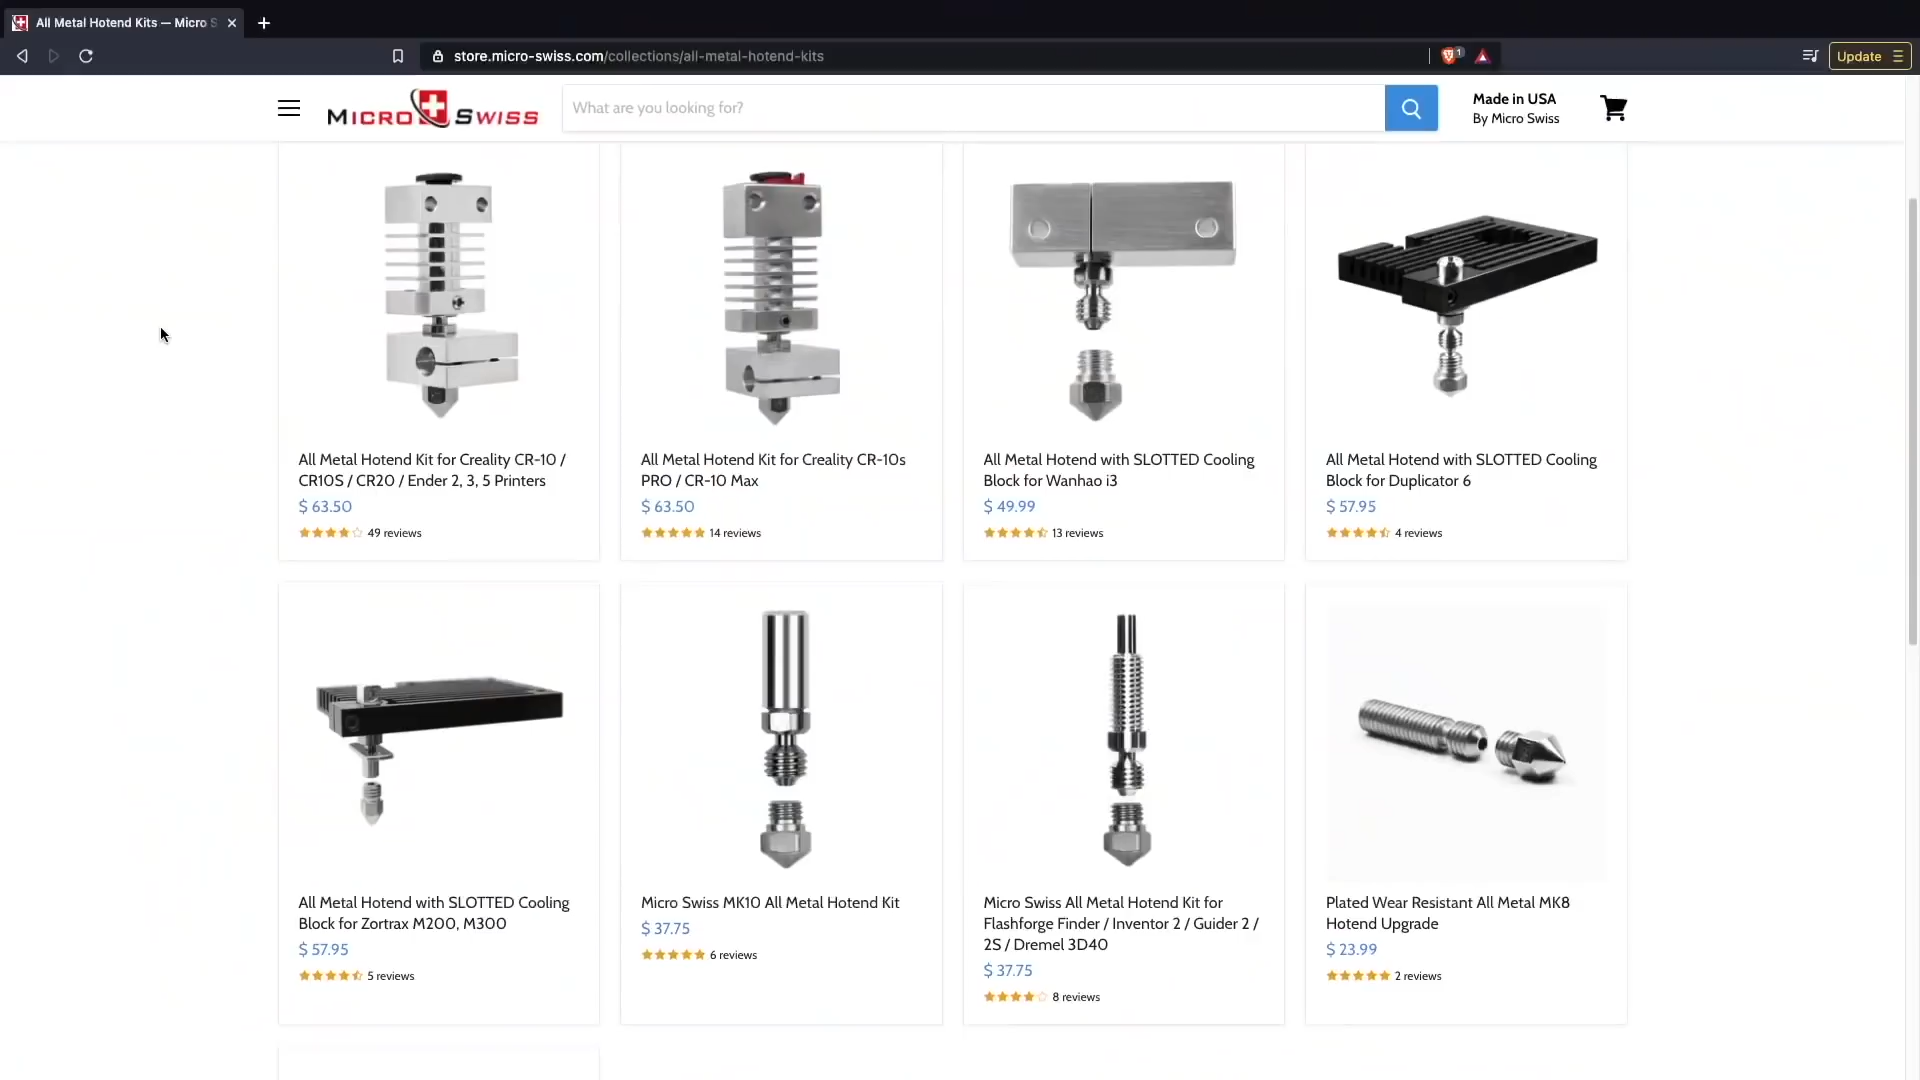 All Metal Hotend Kits — Micro S
store.micro-swiss.com/collections/all-metal-hotend-kits
1
Update
MICRO SWISS
What are you looking for?
Made in USA
By Micro Swiss
All Metal Hotend Kit for Creality CR-10 /
CR10S / CR20 / Ender 2, 3, 5 Printers
$ 63.50
49 reviews
All Metal Hotend Kit for Creality CR-10s
PRO / CR-10 Max
$ 63.50
14 reviews
All Metal Hotend with SLOTTED Cooling
Block for Wanhao i3
$ 49.99
13 reviews
All Metal Hotend with SLOTTED Cooling
Block for Duplicator 6
$ 57.95
4 reviews
All Metal Hotend with SLOTTED Cooling
Block for Zortrax M200, M300
$ 57.95
5 reviews
Micro Swiss MK10 All Metal Hotend Kit
$ 37.75
6 reviews
Micro Swiss All Metal Hotend Kit for
Flashforge Finder / Inventor 2 / Guider 2 /
2S / Dremel 3D40
$ 37.75
8 reviews
Plated Wear Resistant All Metal MK8
Hotend Upgrade
$ 23.99
2 reviews